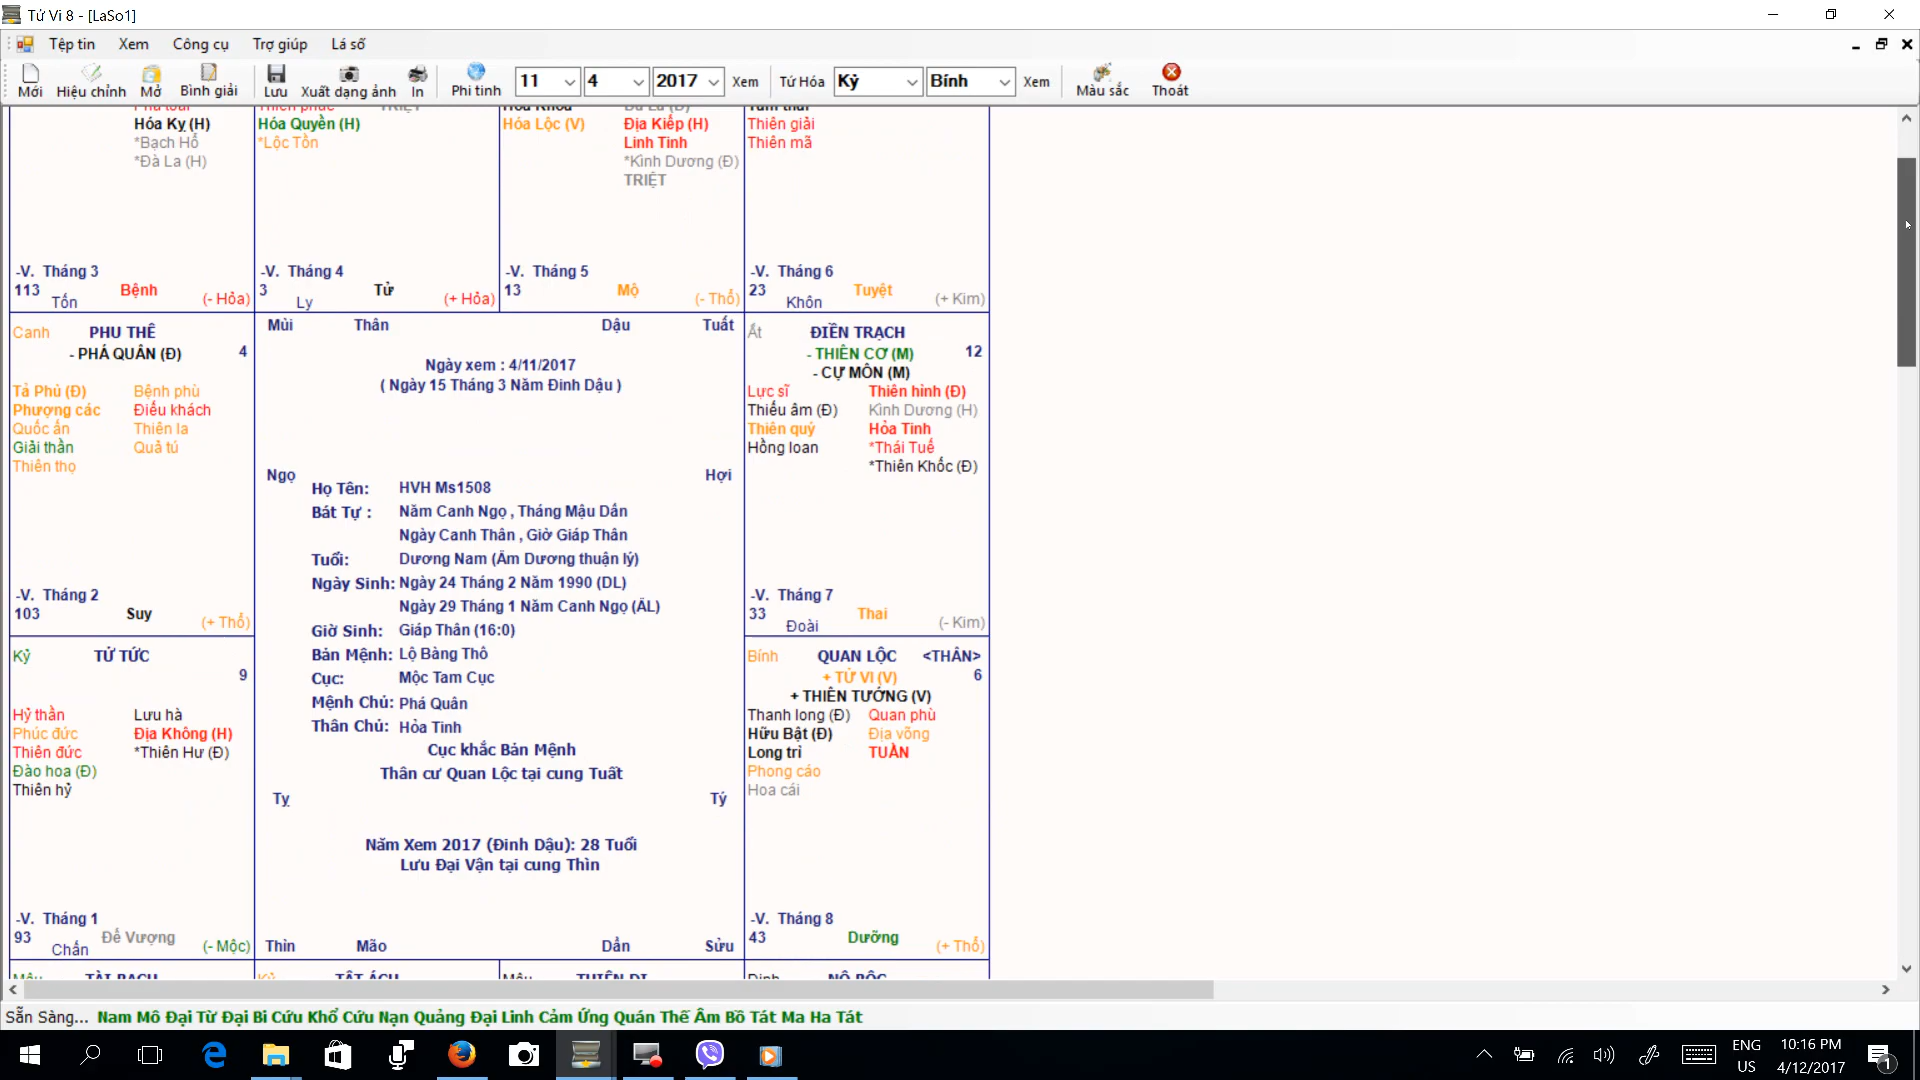 Tử Vi 8 - [LaSo1]
Tệp tin Xem Công cụ Trợ giúp Lá số
Mới Hiệu chỉnh Mở Bình giải Lưu Xuất dạng ảnh In Phi tinh 11 4 2017 Xem Tứ Hóa Kỷ Bính Xem Màu sắc Thoát
Hóa Kỵ (H)
*Bạch Hổ
*Đà La (H)
-V. Tháng 3
113 Tốn Bệnh (- Hỏa)
Hóa Quyền (H)
*Lộc Tồn
-V. Tháng 4
3 Ly Tử (+ Hỏa)
Hóa Lộc (V)
Địa Kiếp (H)
Linh Tinh
*Kình Dương (Đ)
TRIỆT
-V. Tháng 5
13 Mộ (- Thổ)
Thiên giải
Thiên mã
-V. Tháng 6
23 Khôn Tuyệt (+ Kim)
Canh PHU THÊ
- PHÁ QUÂN (Đ) 4
Tả Phù (Đ) Bệnh phù
Phượng các Điếu khách
Quốc ấn Thiên la
Giải thần Quả tú
Thiên thọ
-V. Tháng 2
103 Suy (+ Thổ)
Mùi Thân Dậu Tuất
Ngày xem : 4/11/2017
( Ngày 15 Tháng 3 Năm Đinh Dậu )
Ngọ Hợi
Họ Tên: HVH Ms1508
Bát Tự : Năm Canh Ngọ , Tháng Mậu Dần
Ngày Canh Thân , Giờ Giáp Thân
Tuổi: Dương Nam (Âm Dương thuận lý)
Ngày Sinh: Ngày 24 Tháng 2 Năm 1990 (DL)
Ngày 29 Tháng 1 Năm Canh Ngọ (ÂL)
Giờ Sinh: Giáp Thân (16:0)
Bản Mệnh: Lộ Bàng Thổ
Cục: Mộc Tam Cục
Mệnh Chủ: Phá Quân
Thân Chủ: Hỏa Tinh
Cục khắc Bản Mệnh
Thân cư Quan Lộc tại cung Tuất
Tỵ Tý
Năm Xem 2017 (Đinh Dậu): 28 Tuổi
Lưu Đại Vận tại cung Thìn
Thìn Mão Dần Sửu
Ất ĐIỀN TRẠCH
- THIÊN CƠ (M) 12
- CỰ MÔN (M)
Lực sĩ Thiên hình (Đ)
Thiếu âm (Đ) Kình Dương (H)
Thiên quý Hỏa Tinh
Hồng loan *Thái Tuế
*Thiên Khốc (Đ)
-V. Tháng 7
33 Đoài Thai (- Kim)
Kỷ TỬ TỨC
9
Hỷ thần Lưu hà
Phúc đức Địa Không (H)
Thiên đức *Thiên Hư (Đ)
Đào hoa (Đ)
Thiên hỷ
-V. Tháng 1
93 Chấn Đế Vượng (- Mộc)
Bính QUAN LỘC <THÂN>
+ TỬ VI (V) 6
+ THIÊN TƯỚNG (V)
Thanh long (Đ) Quan phù
Hữu Bật (Đ) Địa võng
Long trì TUẦN
Phong cáo
Hoa cái
-V. Tháng 8
43 Dưỡng (+ Thổ)
Sẵn Sàng... Nam Mô Đại Từ Đại Bi Cứu Khổ Cứu Nạn Quảng Đại Linh Cảm Ứng Quán Thế Âm Bồ Tát Ma Ha Tát
ENG
US
10:16 PM
4/12/2017
1